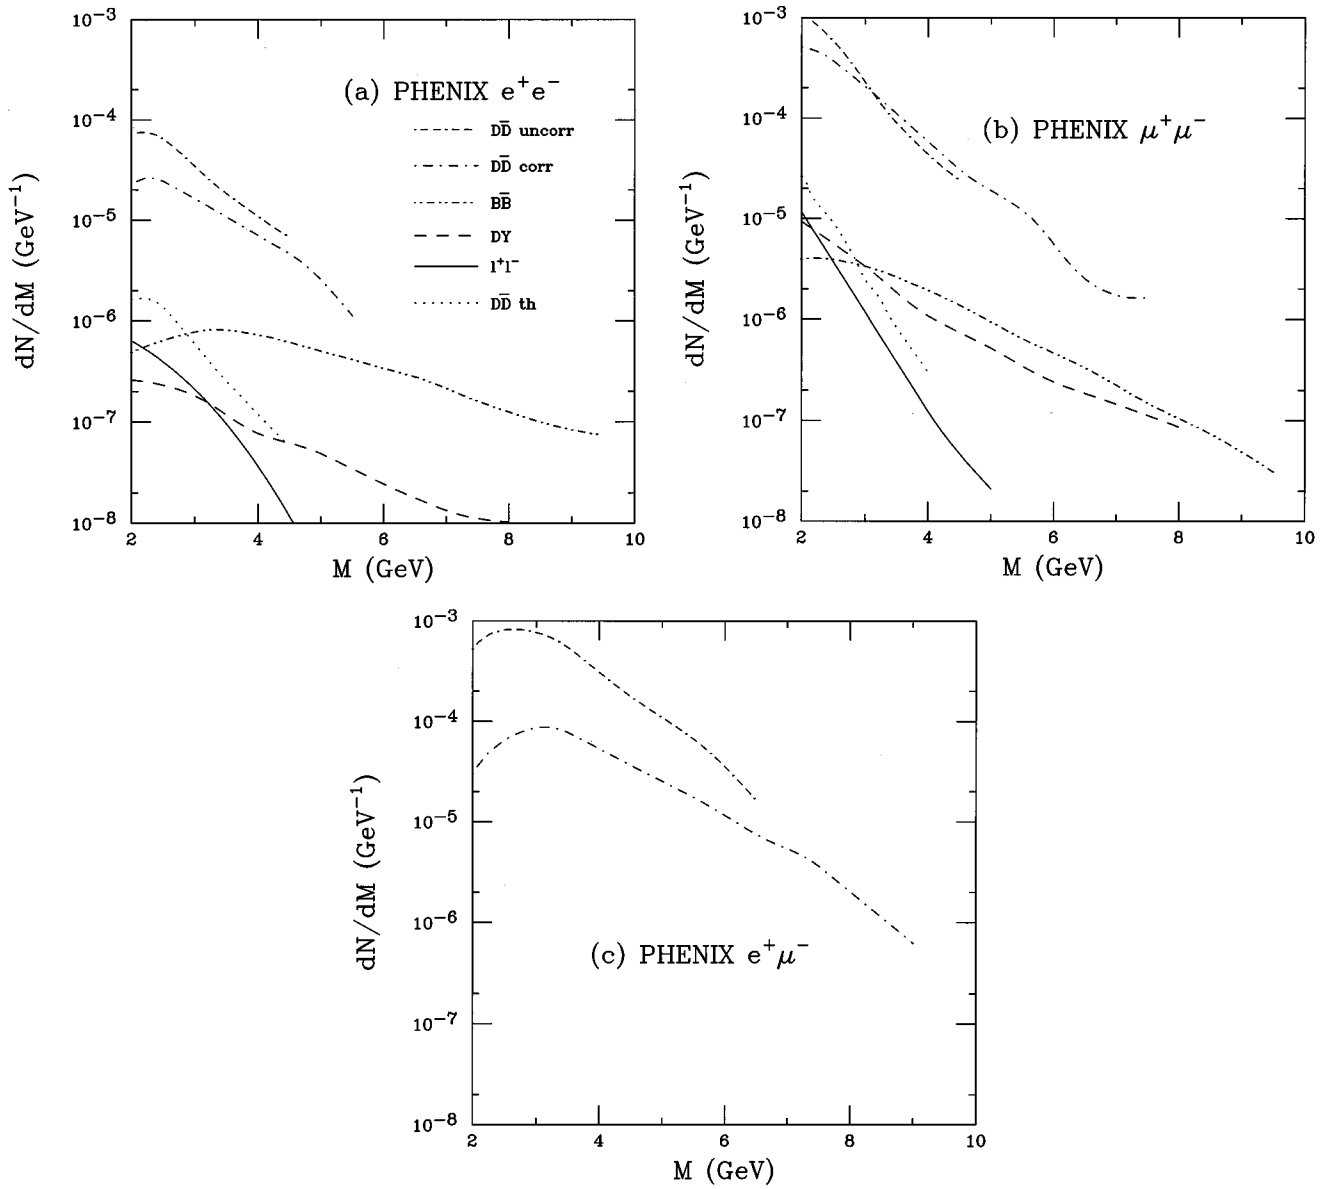 (a) PHENIX e⁺e⁻
DD̄ uncorr
DD̄ corr
BB̄
DY
l⁺l⁻
DD̄ th
10⁻³
10⁻⁴
10⁻⁵
10⁻⁶
10⁻⁷
10⁻⁸
dN/dM (GeV⁻¹)
2 4 6 8 10
M (GeV)
(b) PHENIX μ⁺μ⁻
10⁻³
10⁻⁴
10⁻⁵
10⁻⁶
10⁻⁷
10⁻⁸
dN/dM (GeV⁻¹)
2 4 6 8 10
M (GeV)
10⁻³
10⁻⁴
10⁻⁵
10⁻⁶
10⁻⁷
10⁻⁸
dN/dM (GeV⁻¹)
(c) PHENIX e⁺μ⁻
2 4 6 8 10
M (GeV)